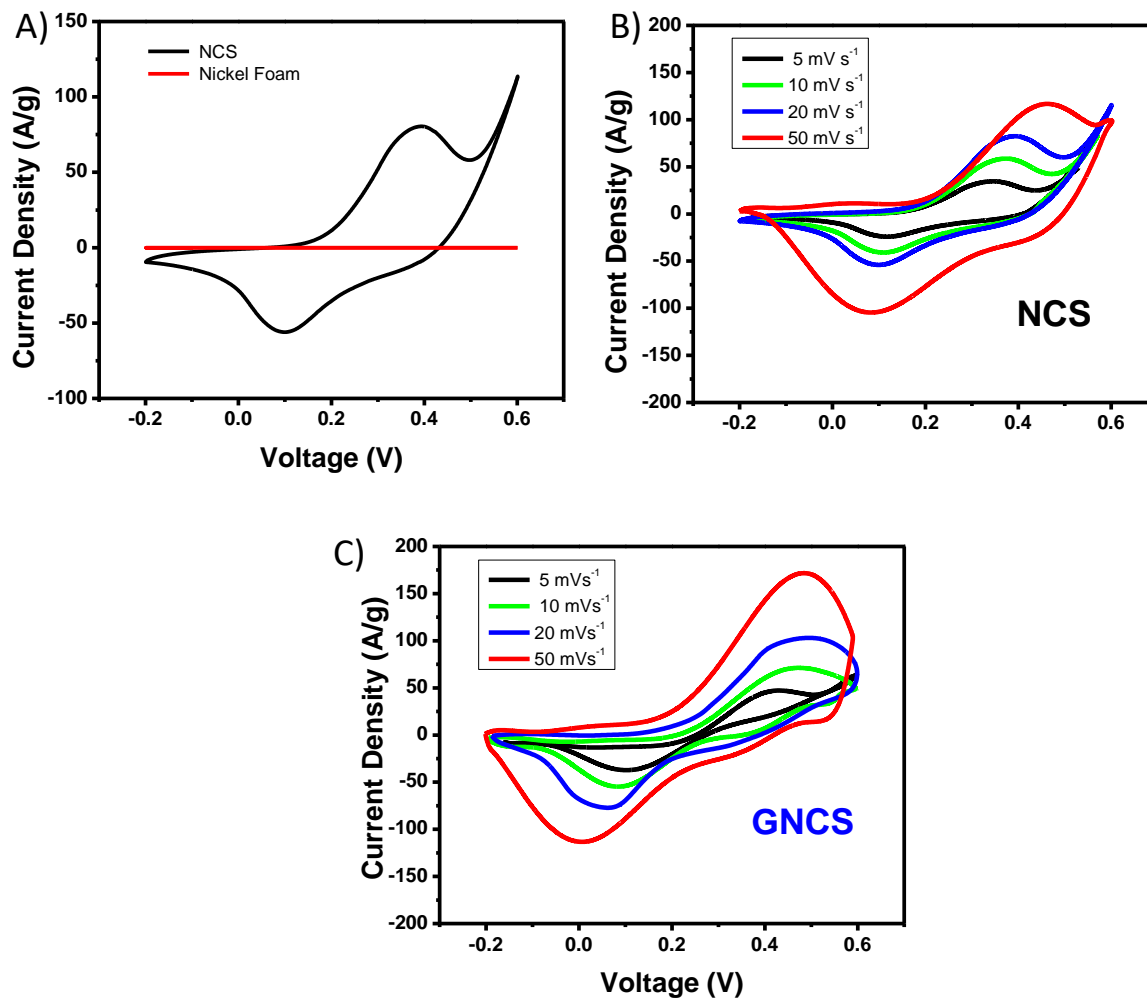 A)
NCS
Nickel Foam
150
100
50
0
-50
-100
-0.2 0.0 0.2 0.4 0.6
Current Density (A/g)
Voltage (V)
B)
5 mV s-1
10 mV s-1
20 mV s-1
50 mV s-1
200
150
100
50
0
-50
-100
-150
-200
-0.2 0.0 0.2 0.4 0.6
Current Density (A/g)
NCS
C)
5 mVs-1
10 mVs-1
20 mVs-1
50 mVs-1
200
150
100
50
0
-50
-100
-150
-200
-0.2 0.0 0.2 0.4 0.6
Current Density (A/g)
GNCS
Voltage (V)